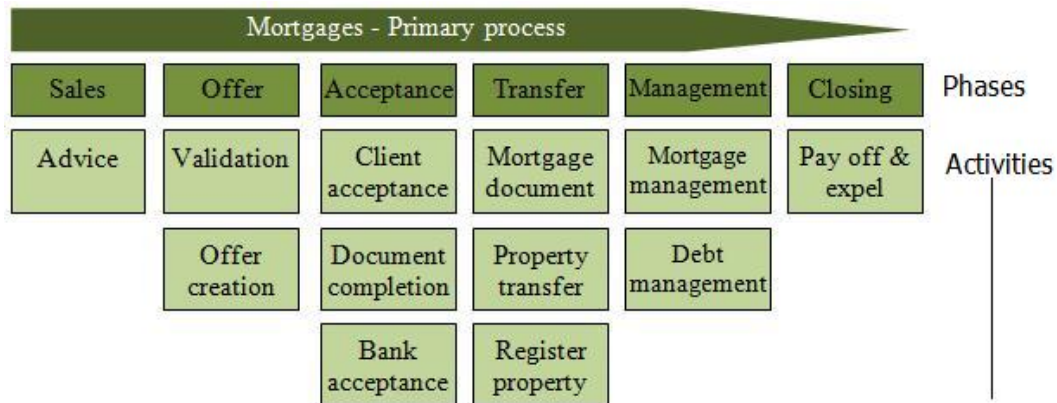 Mortgages - Primary process
Sales
Offer
Acceptance
Transfer
Management
Closing
Phases
Advice
Validation
Client
acceptance
Mortgage
document
Mortgage
management
Pay off &
expel
Activities
Offer
creation
Document
completion
Property
transfer
Debt
management
Bank
acceptance
Register
property